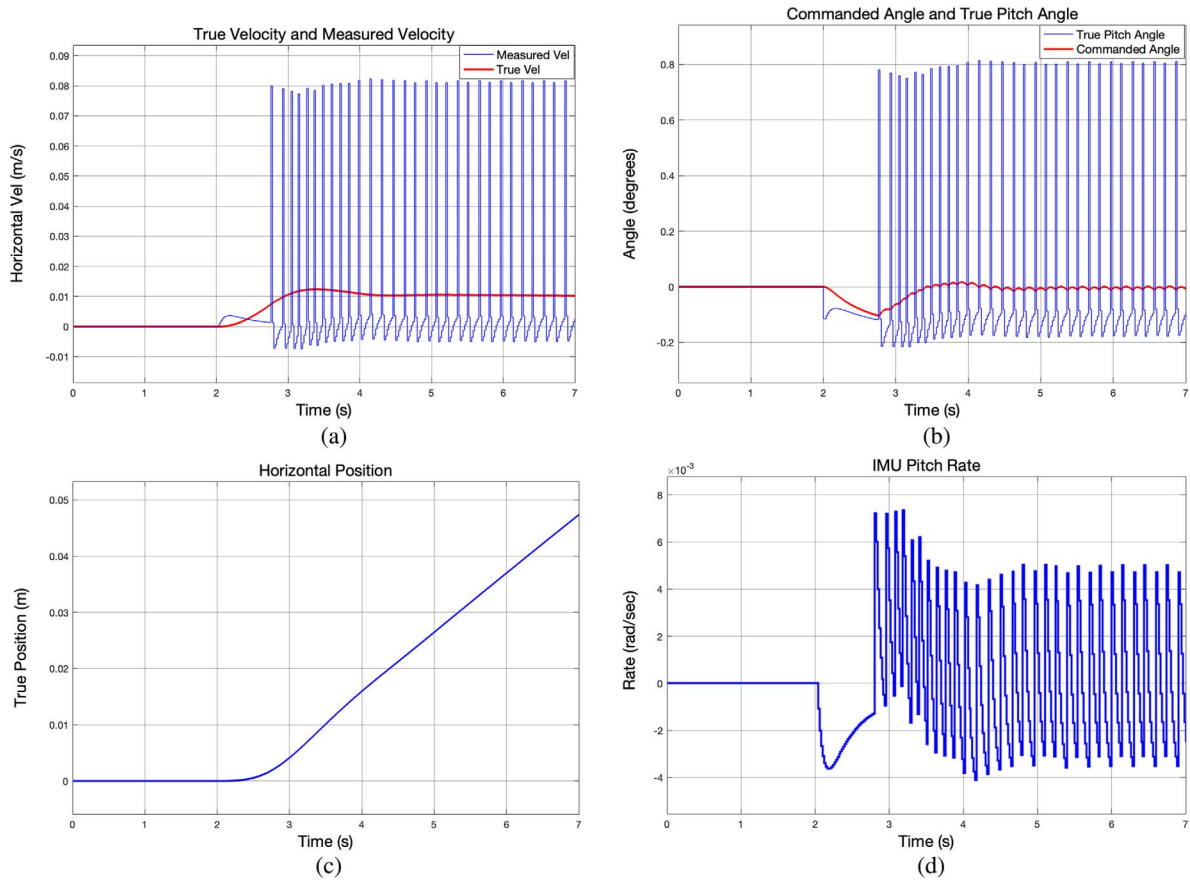 True Velocity and Measured Velocity
Measured Vel
True Vel
0.09
0.08
0.07
0.06
0.05
0.04
0.03
0.02
0.01
0
-0.01
Horizontal Vel (m/s)
0 1 2 3 4 5 6 7
Time (s)
(a)
Commanded Angle and True Pitch Angle
True Pitch Angle
Commanded Angle
0.8
0.6
0.4
0.2
0
-0.2
Angle (degrees)
0 1 2 3 4 5 6 7
Time (s)
(b)
Horizontal Position
0.05
0.04
0.03
0.02
0.01
0
True Position (m)
0 1 2 3 4 5 6 7
Time (s)
(c)
IMU Pitch Rate
×10⁻³
8
6
4
2
0
-2
-4
Rate (rad/sec)
0 1 2 3 4 5 6 7
Time (s)
(d)